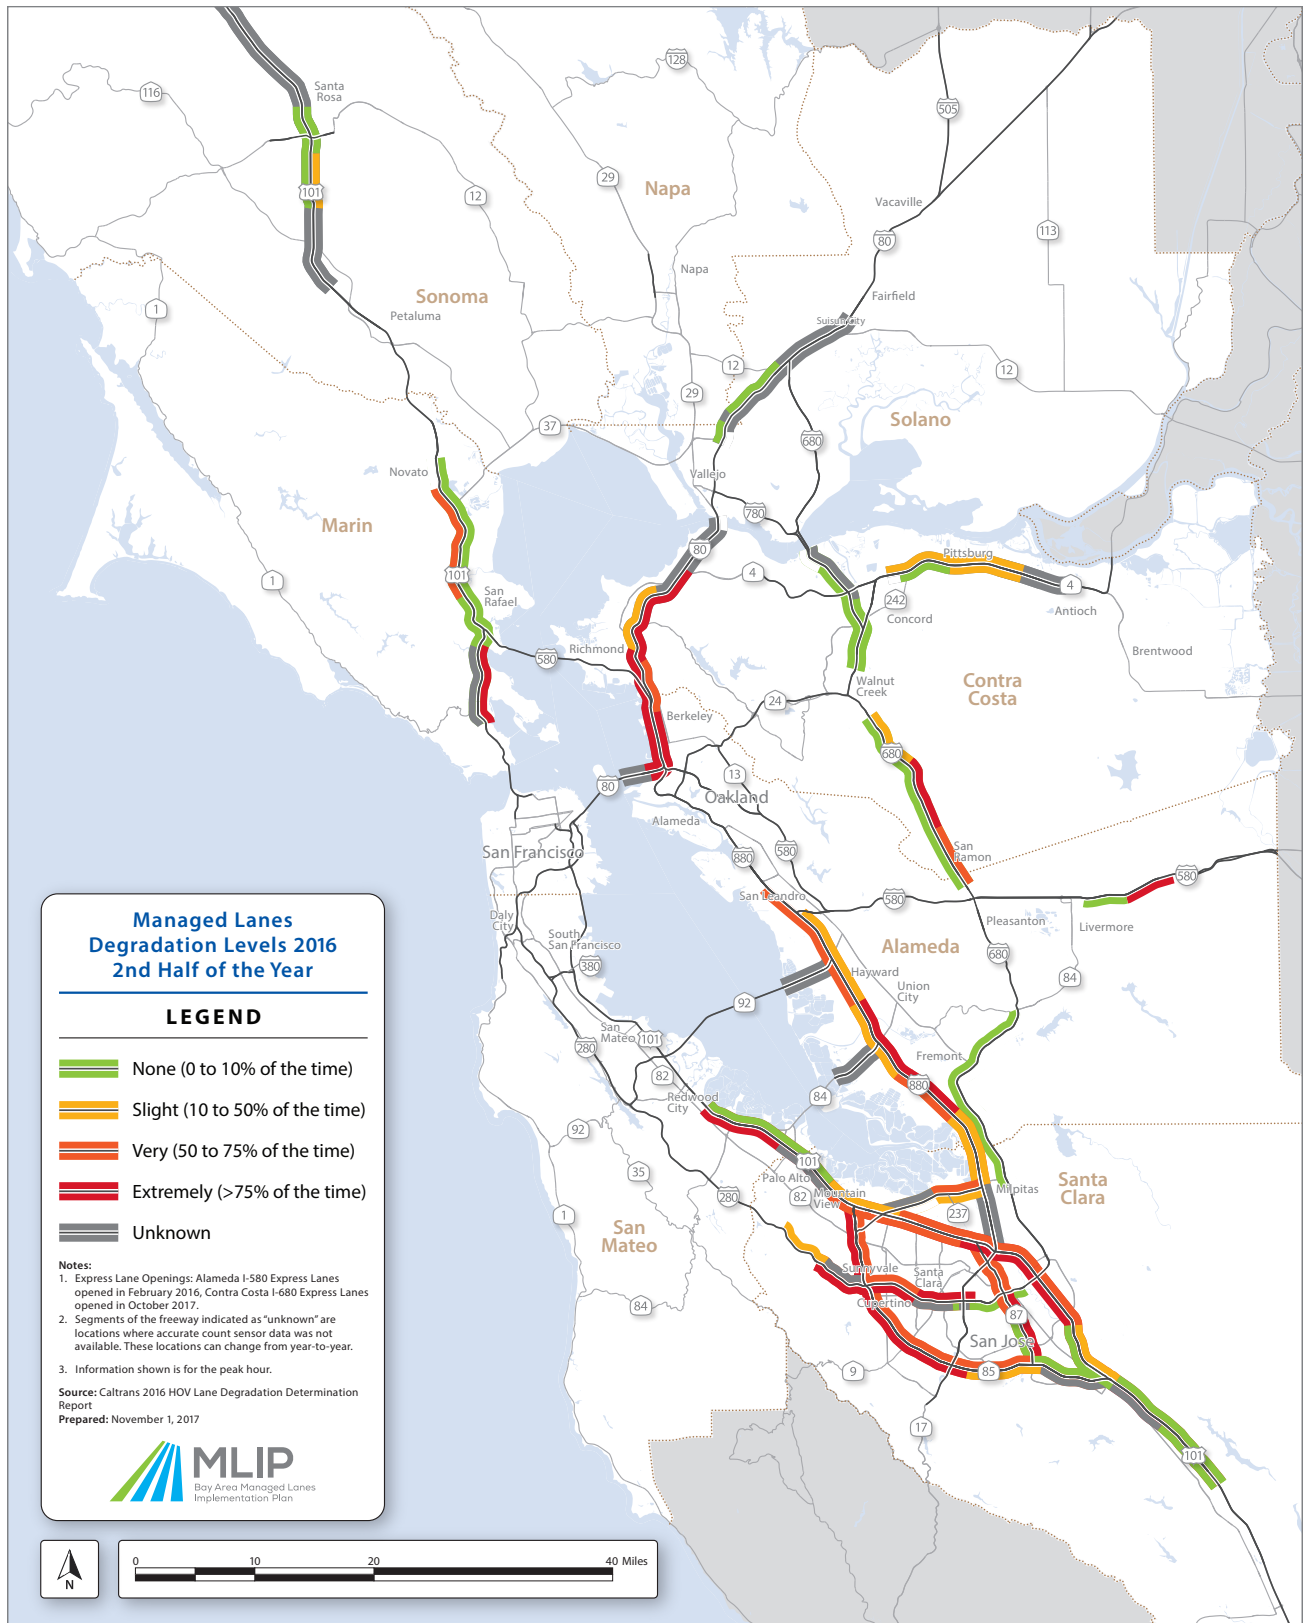 Santa
Rosa
116
128
505
101
12
29
Napa
Vacaville
113
80
Napa
Sonoma
Fairfield
1
Petaluma
Suisun City
12
12
29
Solano
37
680
Novato
Vallejo
Marin
780
80
Pittsburg
4
4
1
101
San
Rafael
242
Concord
Antioch
Richmond
580
Brentwood
Walnut
Creek
Contra
Costa
24
Berkeley
680
13
80
Oakland
Alameda
San Francisco
880
580
San
Ramon
580
San Leandro
580
Daly
City
Pleasanton
Livermore
South
San Francisco
Alameda
680
380
Hayward
84
92
Union
City
San
Mateo
101
280
Fremont
82
880
Redwood
City
84
92
101
35
Palo Alto
Mountain
View
82
280
Milpitas
Santa
Clara
237
1
San
Mateo
Sunnyvale
Santa
Clara
Cupertino
84
87
San Jose
9
85
17
101
Managed Lanes
Degradation Levels 2016
2nd Half of the Year
LEGEND
None (0 to 10% of the time)
Slight (10 to 50% of the time)
Very (50 to 75% of the time)
Extremely (>75% of the time)
Unknown
Notes:
1. Express Lane Openings: Alameda I-580 Express Lanes
opened in February 2016, Contra Costa I-680 Express Lanes
opened in October 2017.
2. Segments of the freeway indicated as "unknown" are
locations where accurate count sensor data was not
available. These locations can change from year-to-year.
3. Information shown is for the peak hour.
Source: Caltrans 2016 HOV Lane Degradation Determination
Report
Prepared: November 1, 2017
MLIP
Bay Area Managed Lanes
Implementation Plan
N
0 10 20 40 Miles